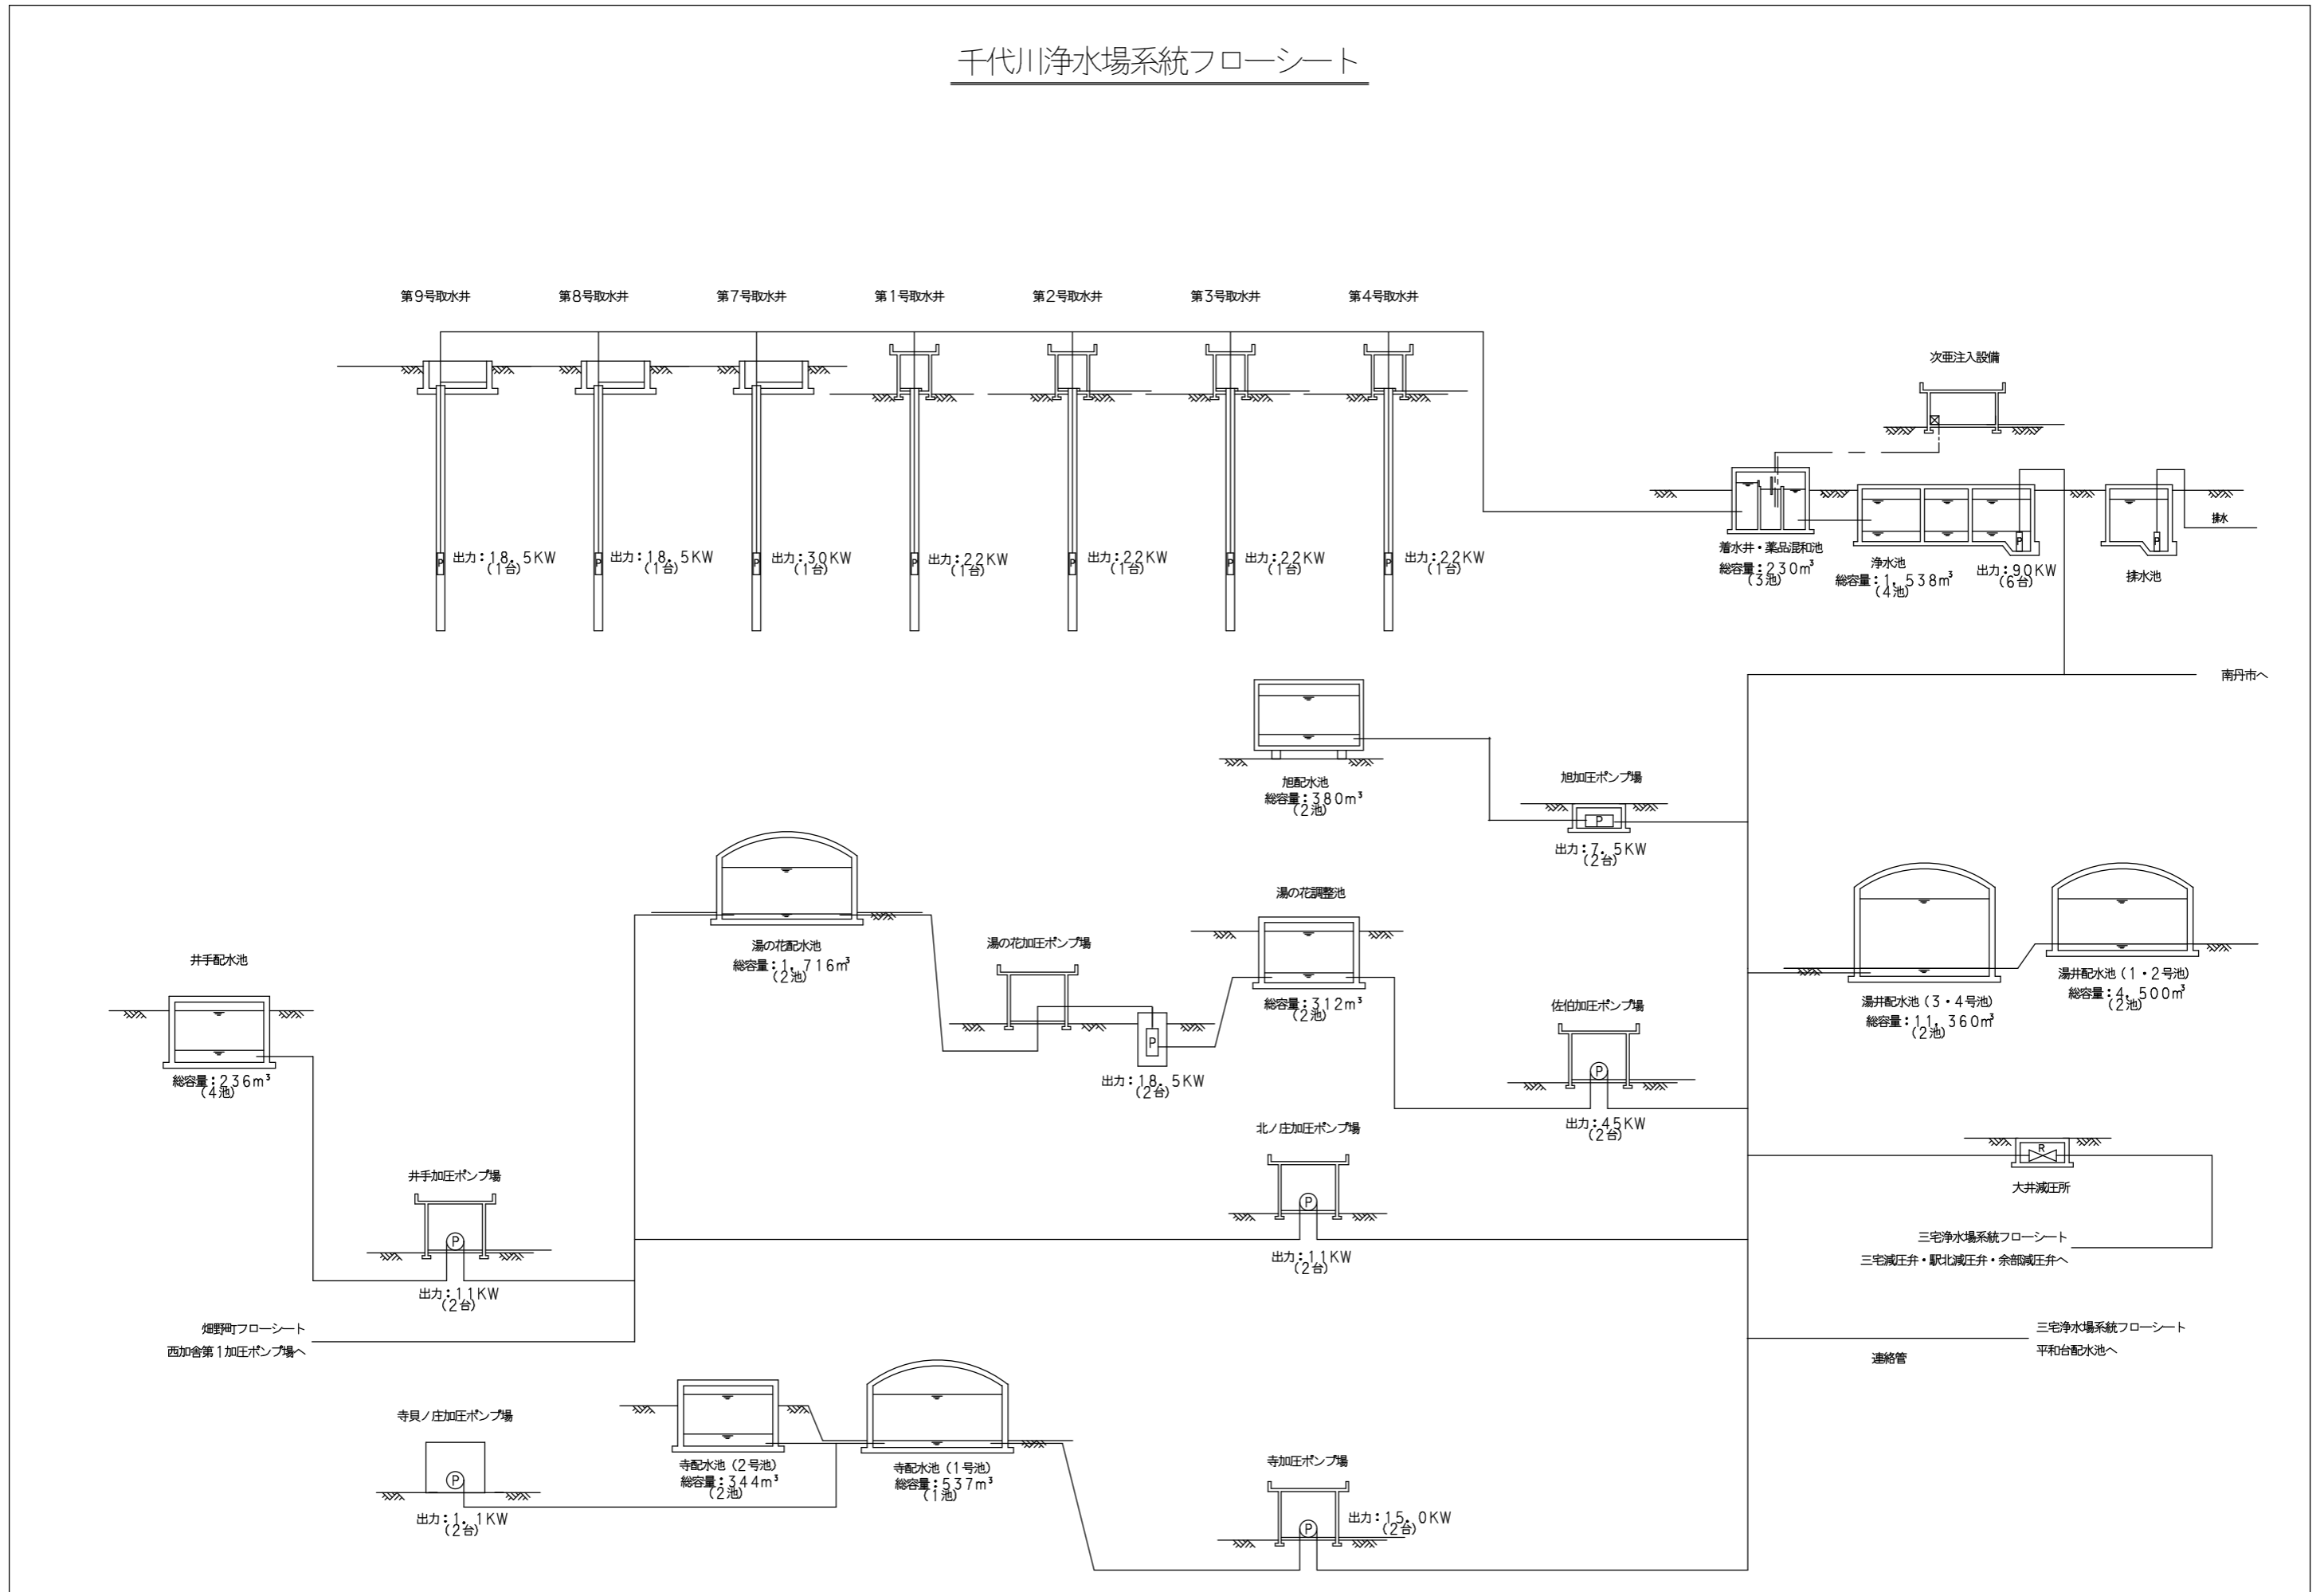 千代川浄水場系統フローシート
第9号取水井
第8号取水井
第7号取水井
第1号取水井
第2号取水井
第3号取水井
第4号取水井
次亜注入設備
P
出力:18.5KW
(1台)
P
出力:18.5KW
(1台)
P
出力:30KW
(1台)
P
出力:22KW
(1台)
P
出力:22KW
(1台)
P
出力:22KW
(1台)
P
出力:22KW
(1台)
着水井・薬品混和池
総容量:230m³
(3池)
浄水池
総容量:1,538m³
(4池)
P
出力:90KW
(6台)
P
排水池
排水
南丹市へ
旭配水池
総容量:380m³
(2池)
旭加圧ポンプ場
P
出力:7.5KW
(2台)
湯の花配水池
総容量:1,716m³
(2池)
湯の花加圧ポンプ場
P
出力:18.5KW
(2台)
湯の花調整池
総容量:312m³
(2池)
佐伯加圧ポンプ場
P
出力:45KW
(2台)
湯井配水池(3・4号池)
総容量:11,360m³
(2池)
湯井配水池(1・2号池)
総容量:4,500m³
(2池)
井手配水池
総容量:236m³
(4池)
井手加圧ポンプ場
P
出力:11KW
(2台)
北ノ庄加圧ポンプ場
P
出力:11KW
(2台)
R
大井減圧所
三宅浄水場系統フローシート
三宅減圧弁・駅北減圧弁・余部減圧弁へ
畑野町フローシート
西加舎第1加圧ポンプ場へ
三宅浄水場系統フローシート
平和台配水池へ
連絡管
寺貝ノ庄加圧ポンプ場
P
出力:1.1KW
(2台)
寺配水池(2号池)
総容量:344m³
(2池)
寺配水池(1号池)
総容量:537m³
(1池)
寺加圧ポンプ場
P
出力:15.0KW
(2台)